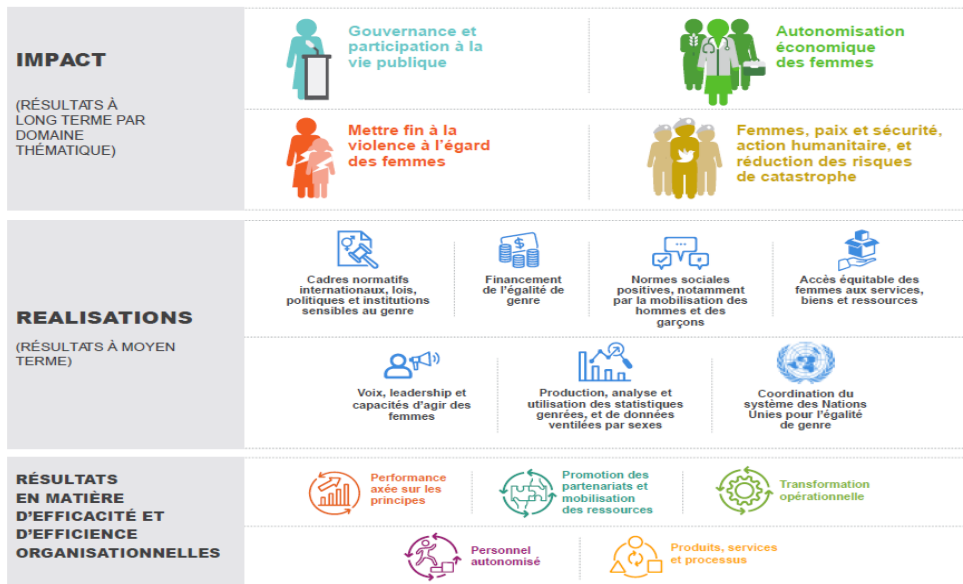 IMPACT
(RÉSULTATS À
LONG TERME PAR
DOMAINE
THÉMATIQUE)
Gouvernance et
participation à la
vie publique
Autonomisation
économique
des femmes
Mettre fin à la
violence à l'égard
des femmes
Femmes, paix et sécurité,
action humanitaire, et
réduction des risques
de catastrophe
REALISATIONS
(RÉSULTATS À MOYEN
TERME)
Cadres normatifs
internationaux, lois,
politiques et institutions
sensibles au genre
Financement
de l'égalité de
genre
Normes sociales
positives, notamment
par la mobilisation des
hommes et des
garçons
Accès équitable des
femmes aux services,
biens et ressources
Voix, leadership et
capacités d'agir des
femmes
Production, analyse et
utilisation des statistiques
genrées, et de données
ventilées par sexes
Coordination du
système des Nations
Unies pour l'égalité
de genre
RÉSULTATS
EN MATIÈRE
D'EFFICACITÉ ET
D'EFFICIENCE
ORGANISATIONNELLES
Performance
axée sur les
principes
Promotion des
partenariats et
mobilisation
des ressources
Transformation
opérationnelle
Personnel
autonomisé
Produits, services
et processus